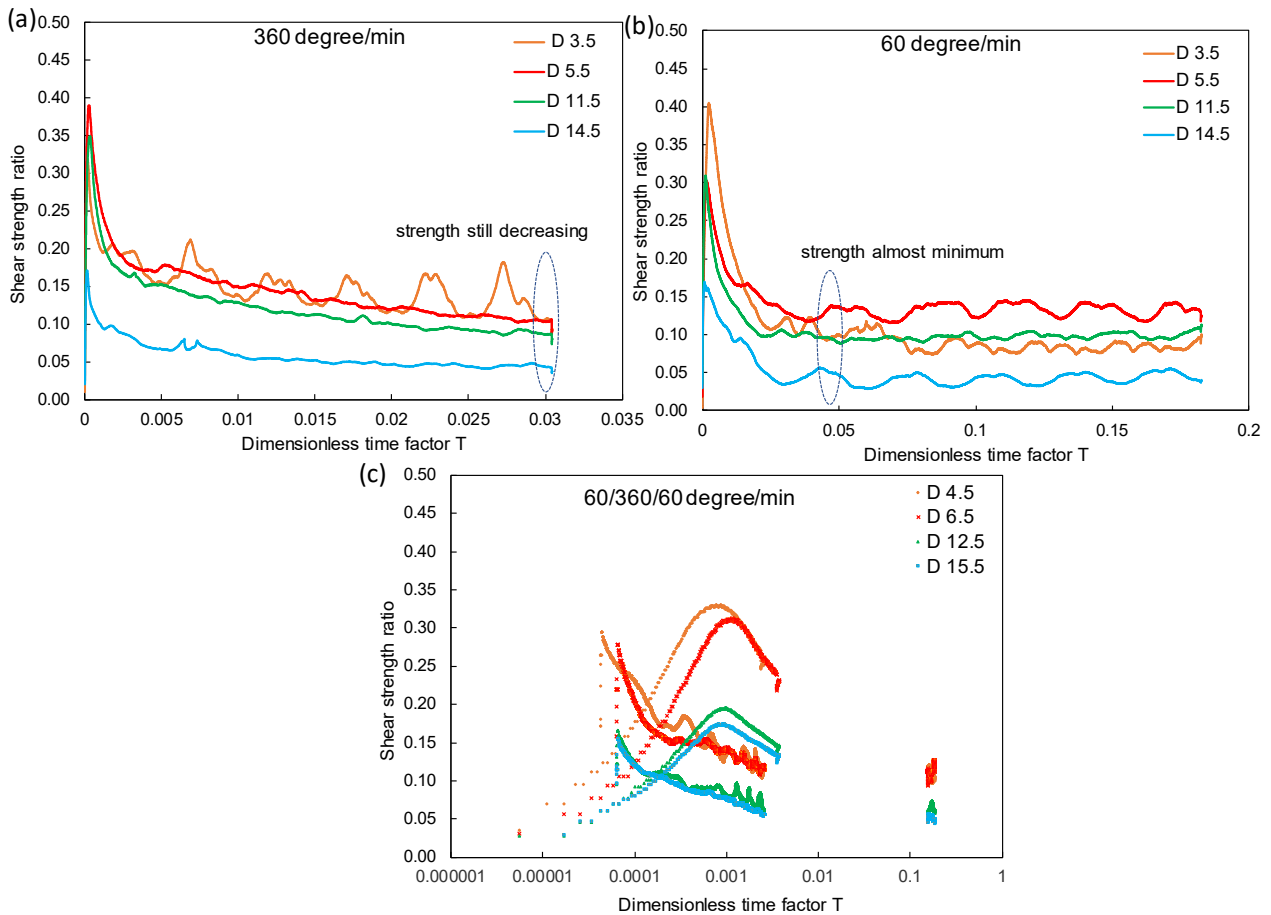 (a)
360 degree/min
D 3.5
D 5.5
D 11.5
D 14.5
strength still decreasing
Shear strength ratio
0.50
0.45
0.40
0.35
0.30
0.25
0.20
0.15
0.10
0.05
0.00
0
0.005
0.01
0.015
0.02
0.025
0.03
0.035
Dimensionless time factor T
(b)
60 degree/min
D 3.5
D 5.5
D 11.5
D 14.5
strength almost minimum
Shear strength ratio
0.50
0.45
0.40
0.35
0.30
0.25
0.20
0.15
0.10
0.05
0.00
0
0.05
0.1
0.15
0.2
Dimensionless time factor T
(c)
60/360/60 degree/min
D 4.5
D 6.5
D 12.5
D 15.5
Shear strength ratio
0.50
0.45
0.40
0.35
0.30
0.25
0.20
0.15
0.10
0.05
0.00
0.000001
0.00001
0.0001
0.001
0.01
0.1
1
Dimensionless time factor T